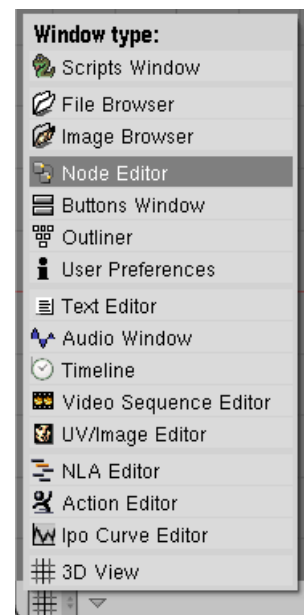 Window type:
Scripts Window
File Browser
Image Browser
Node Editor
Buttons Window
Outliner
User Preferences
Text Editor
Audio Window
Timeline
Video Sequence Editor
UV/Image Editor
NLA Editor
Action Editor
Ipo Curve Editor
3D View